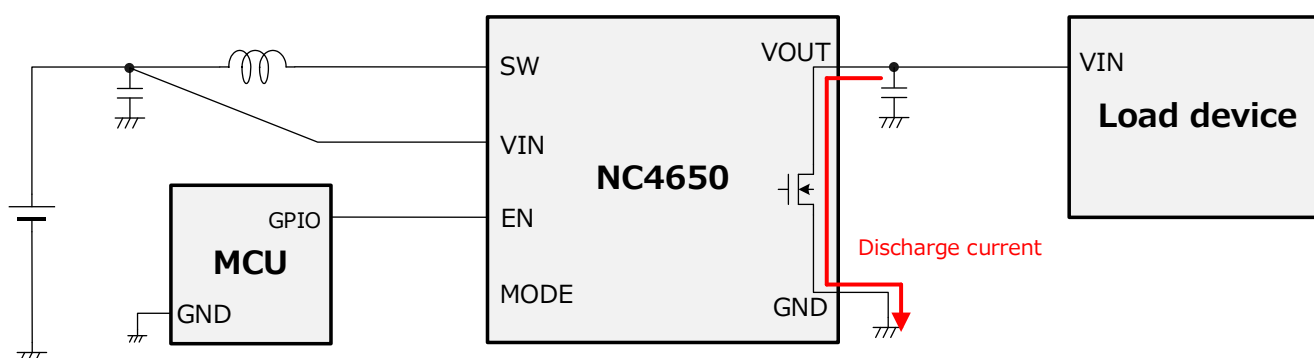 SW
VIN
EN
MODE
NC4650
VOUT
GND
GPIO
MCU
GND
Discharge current
VIN
Load device